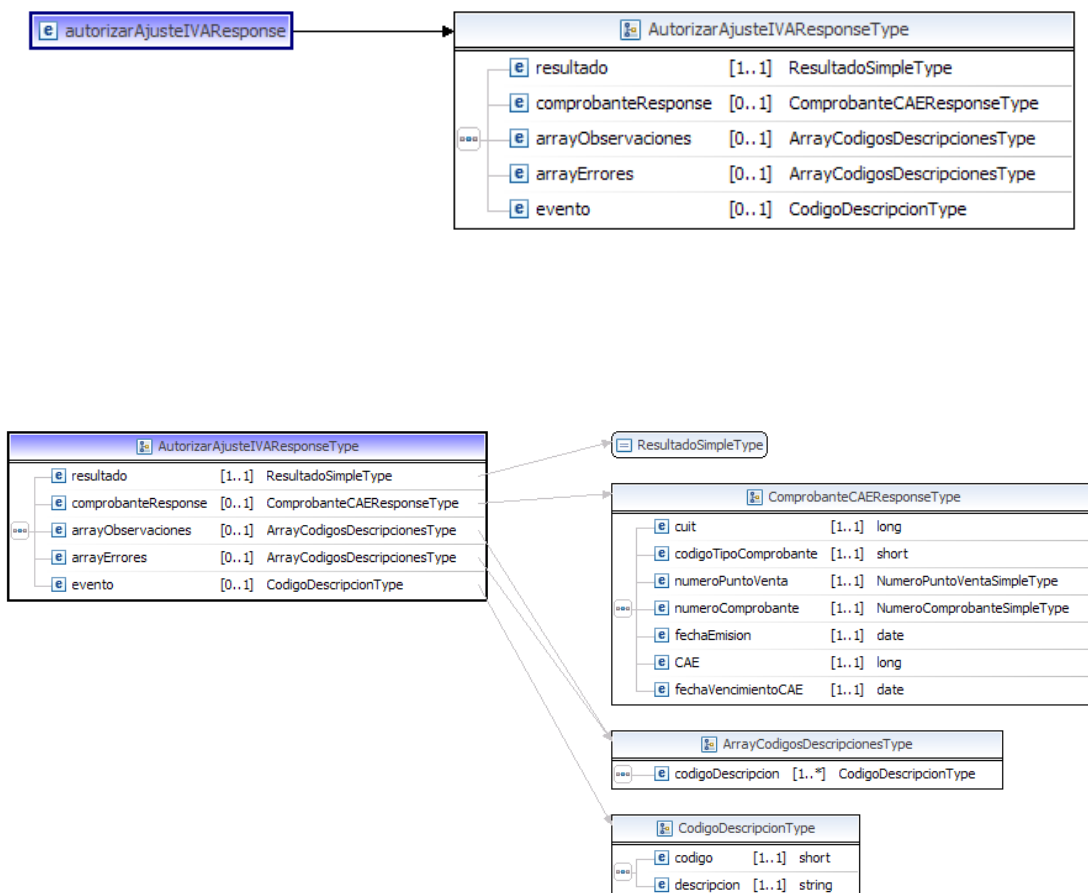 e autorizarAjusteIVAResponse
AutorizarAjusteIVAResponseType
e resultado [1..1] ResultadoSimpleType
e comprobanteResponse [0..1] ComprobanteCAEResponseType
e arrayObservaciones [0..1] ArrayCodigosDescripcionesType
e arrayErrores [0..1] ArrayCodigosDescripcionesType
e evento [0..1] CodigoDescripcionType
AutorizarAjusteIVAResponseType
e resultado [1..1] ResultadoSimpleType
e comprobanteResponse [0..1] ComprobanteCAEResponseType
e arrayObservaciones [0..1] ArrayCodigosDescripcionesType
e arrayErrores [0..1] ArrayCodigosDescripcionesType
e evento [0..1] CodigoDescripcionType
ResultadoSimpleType
ComprobanteCAEResponseType
e cuit [1..1] long
e codigoTipoComprobante [1..1] short
e numeroPuntoVenta [1..1] NumeroPuntoVentaSimpleType
e numeroComprobante [1..1] NumeroComprobanteSimpleType
e fechaEmision [1..1] date
e CAE [1..1] long
e fechaVencimientoCAE [1..1] date
ArrayCodigosDescripcionesType
e codigoDescripcion [1..*] CodigoDescripcionType
CodigoDescripcionType
e codigo [1..1] short
e descripcion [1..1] string